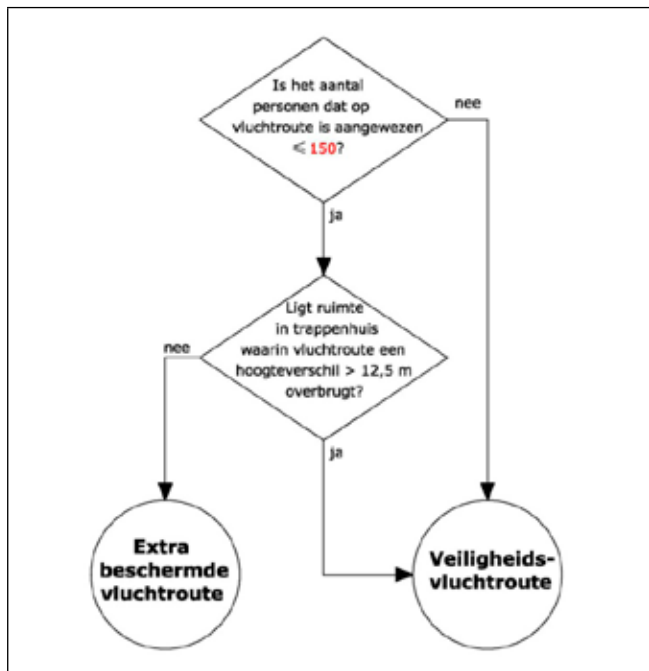 Is het aantal
personen dat op
vluchtroute is aangewezen
⩽ 150?
nee
ja
Ligt ruimte
in trappenhuis
waarin vluchtroute een
hoogteverschil > 12,5 m
overbrugt?
nee
ja
Extra
beschermde
vluchtroute
Veiligheids-
vluchtroute